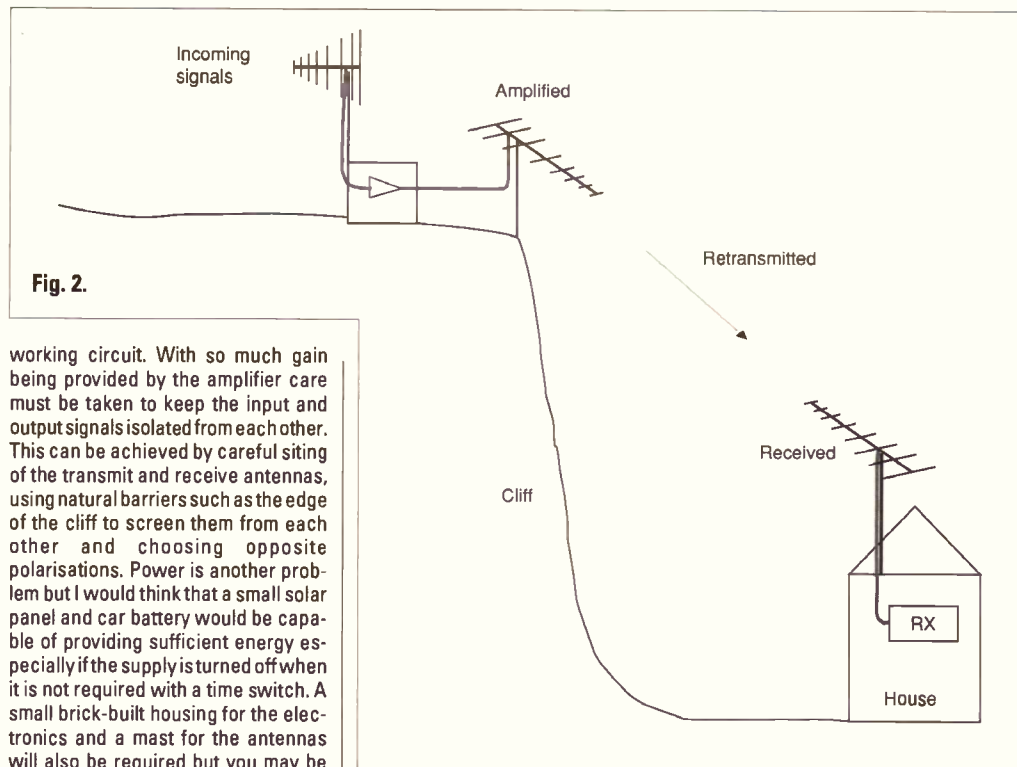 Incoming
signals
Amplified
Retransmitted
Fig. 2.
Received
Cliff
RX
House
working circuit. With so much gain
being provided by the amplifier care
must be taken to keep the input and
output signals isolated from each other.
This can be achieved by careful siting
of the transmit and receive antennas,
using natural barriers such as the edge
of the cliff to screen them from each
other and choosing opposite
polarisations. Power is another prob-
lem but I would think that a small solar
panel and car battery would be capa-
ble of providing sufficient energy es-
pecially if the supply is turned off when
it is not required with a time switch. A
small brick-built housing for the elec-
tronics and a mast for the antennas
will also be required but you may be